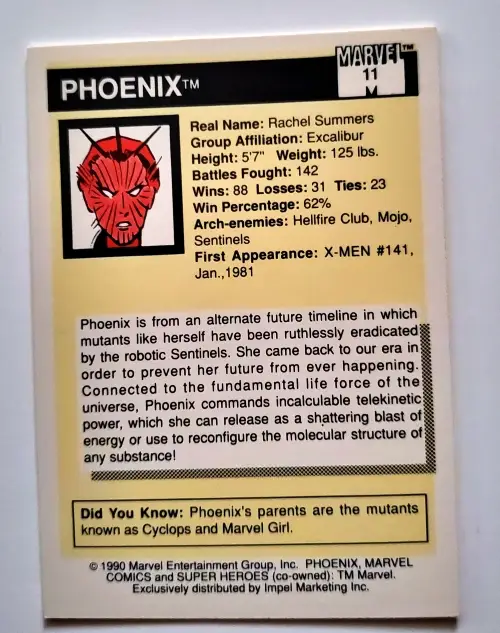 MARVEL™
PHOENIX™
11
M
Real Name: Rachel Summers
Group Affiliation: Excalibur
Height: 5'7" Weight: 125 lbs.
Battles Fought: 142
Wins: 88 Losses: 31 Ties: 23
Win Percentage: 62%
Arch-enemies: Hellfire Club, Mojo,
Sentinels
First Appearance: X-MEN #141,
Jan.,1981
Phoenix is from an alternate future timeline in which
mutants like herself have been ruthlessly eradicated
by the robotic Sentinels. She came back to our era in
order to prevent her future from ever happening.
Connected to the fundamental life force of the
universe, Phoenix commands incalculable telekinetic
power, which she can release as a shattering blast of
energy or use to reconfigure the molecular structure of
any substance!
Did You Know: Phoenix's parents are the mutants
known as Cyclops and Marvel Girl.
© 1990 Marvel Entertainment Group, Inc. PHOENIX, MARVEL
COMICS and SUPER HEROES (co-owned): TM Marvel.
Exclusively distributed by Impel Marketing Inc.